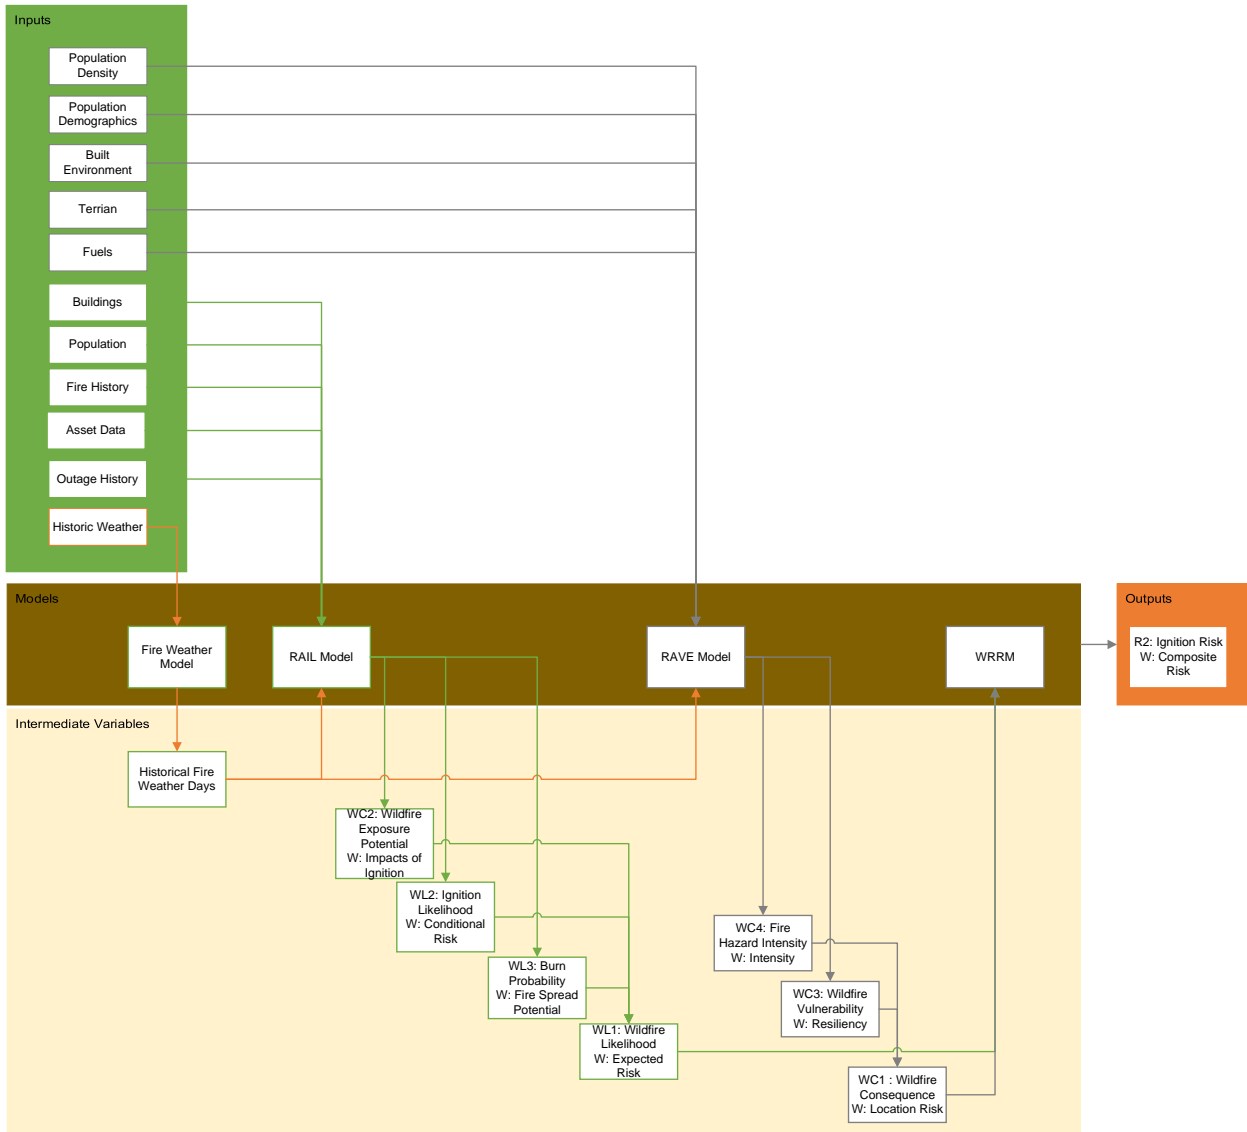 Inputs
Population
Density
Population
Demographics
Built
Environment
Terrian
Fuels
Buildings
Population
Fire History
Asset Data
Outage History
Historic Weather
Models
Fire Weather
Model
RAIL Model
RAVE Model
WRRM
Outputs
R2: Ignition Risk
W: Composite
Risk
Intermediate Variables
Historical Fire
Weather Days
WC2: Wildfire
Exposure
Potential
W: Impacts of
Ignition
WL2: Ignition
Likelihood
W: Conditional
Risk
WL3: Burn
Probability
W: Fire Spread
Potential
WL1: Wildfire
Likelihood
W: Expected
Risk
WC4: Fire
Hazard Intensity
W: Intensity
WC3: Wildfire
Vulnerability
W: Resiliency
WC1 : Wildfire
Consequence
W: Location Risk